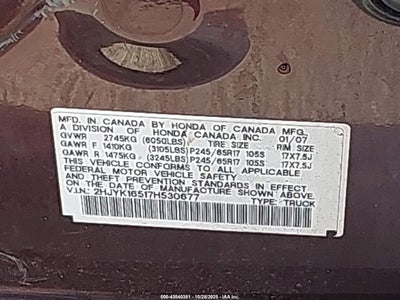 MFD. IN CANADA BY HONDA OF CANADA MFG.
A DIVISION OF HONDA CANADA INC. 01/07
GVWR 2745KG (6050LBS) TIRE SIZE RIM SIZE
GAWR F 1410KG (3105LBS) P245/65R17 105S 17X7.5J
GAWR R 1475KG (3245LBS) P245/65R17 105S 17X7.5J
THIS VEHICLE CONFORMS TO ALL APPLICABLE
FEDERAL MOTOR VEHICLE SAFETY
AND THEFT PREVENTION STANDARDS IN EFFECT
ON THE DATE OF MANUFACTURE SHOWN ABOVE.
V.I.N.: 2HJYK16517H530677 TYPE: TRUCK
000-43540381 - 10/28/2025 - IAA, Inc.